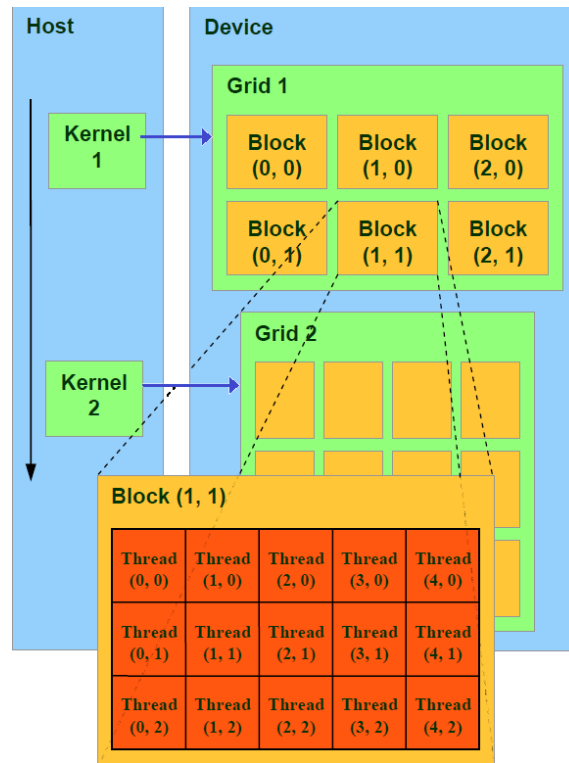 Host
Device
Grid 1
Kernel
1
Block
(0, 0)
Block
(1, 0)
Block
(2, 0)
Block
(0, 1)
Block
(1, 1)
Block
(2, 1)
Grid 2
Kernel
2
Block (1, 1)
Thread
(0, 0)
Thread
(1, 0)
Thread
(2, 0)
Thread
(3, 0)
Thread
(4, 0)
Thread
(0, 1)
Thread
(1, 1)
Thread
(2, 1)
Thread
(3, 1)
Thread
(4, 1)
Thread
(0, 2)
Thread
(1, 2)
Thread
(2, 2)
Thread
(3, 2)
Thread
(4, 2)